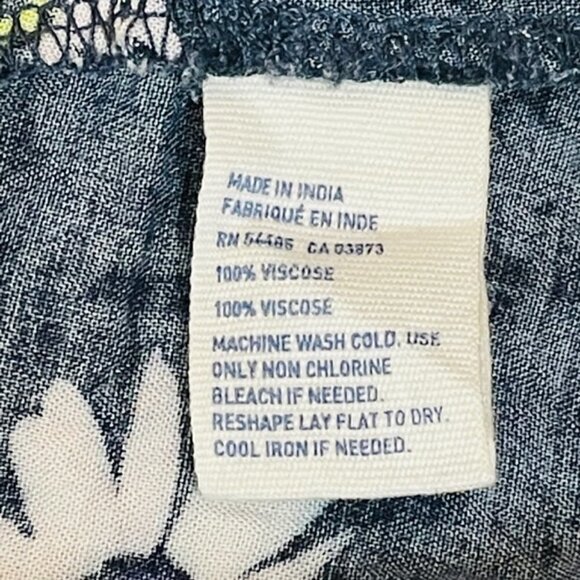 MADE IN INDIA
FABRIQUÉ EN INDE
RN 54485 CA 03873
100% VISCOSE
100% VISCOSE
MACHINE WASH COLD. USE
ONLY NON CHLORINE
BLEACH IF NEEDED.
RESHAPE LAY FLAT TO DRY.
COOL IRON IF NEEDED.